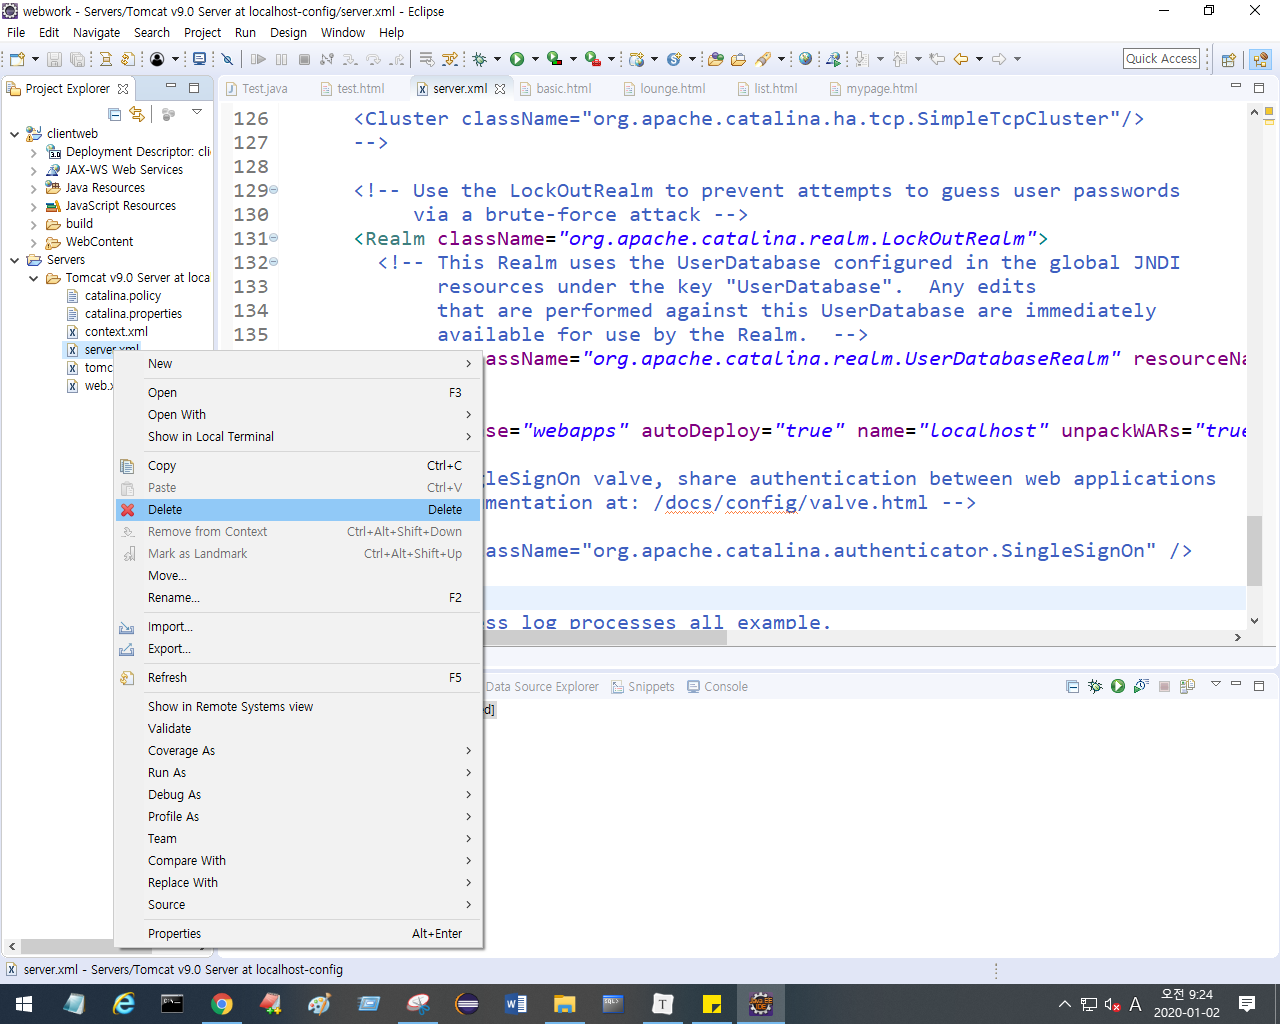 webwork - Servers/Tomcat v9.0 Server at localhost-config/server.xml - Eclipse
File Edit Navigate Search Project Run Design Window Help
Quick Access
Project Explorer
Test.java test.html server.xml basic.html lounge.html list.html mypage.html
clientweb
3.0 Deployment Descriptor: cli
JAX-WS Web Services
Java Resources
JavaScript Resources
build
WebContent
Servers
Tomcat v9.0 Server at loca
catalina.policy
catalina.properties
context.xml
server.xml
tomc
web.x
126 <Cluster className="org.apache.catalina.ha.tcp.SimpleTcpCluster"/>
127 -->
128
129 <!-- Use the LockOutRealm to prevent attempts to guess user passwords
130 via a brute-force attack -->
131 <Realm className="org.apache.catalina.realm.LockOutRealm">
132 <!-- This Realm uses the UserDatabase configured in the global JNDI
133 resources under the key "UserDatabase".  Any edits
134 that are performed against this UserDatabase are immediately
135 available for use by the Realm.  -->
assName="org.apache.catalina.realm.UserDatabaseRealm" resourceNa
se="webapps" autoDeploy="true" name="localhost" unpackWARs="true
gleSignOn valve, share authentication between web applications
mentation at: /docs/config/valve.html -->
assName="org.apache.catalina.authenticator.SingleSignOn" />
ss log processes all example.
New
Open F3
Open With
Show in Local Terminal
Copy Ctrl+C
Paste Ctrl+V
Delete Delete
Remove from Context Ctrl+Alt+Shift+Down
Mark as Landmark Ctrl+Alt+Shift+Up
Move...
Rename... F2
Import...
Export...
Refresh F5
Show in Remote Systems view
Validate
Coverage As
Run As
Debug As
Profile As
Team
Compare With
Replace With
Source
Properties Alt+Enter
Data Source Explorer Snippets Console
ed]
server.xml - Servers/Tomcat v9.0 Server at localhost-config
A 오전 9:24
2020-01-02